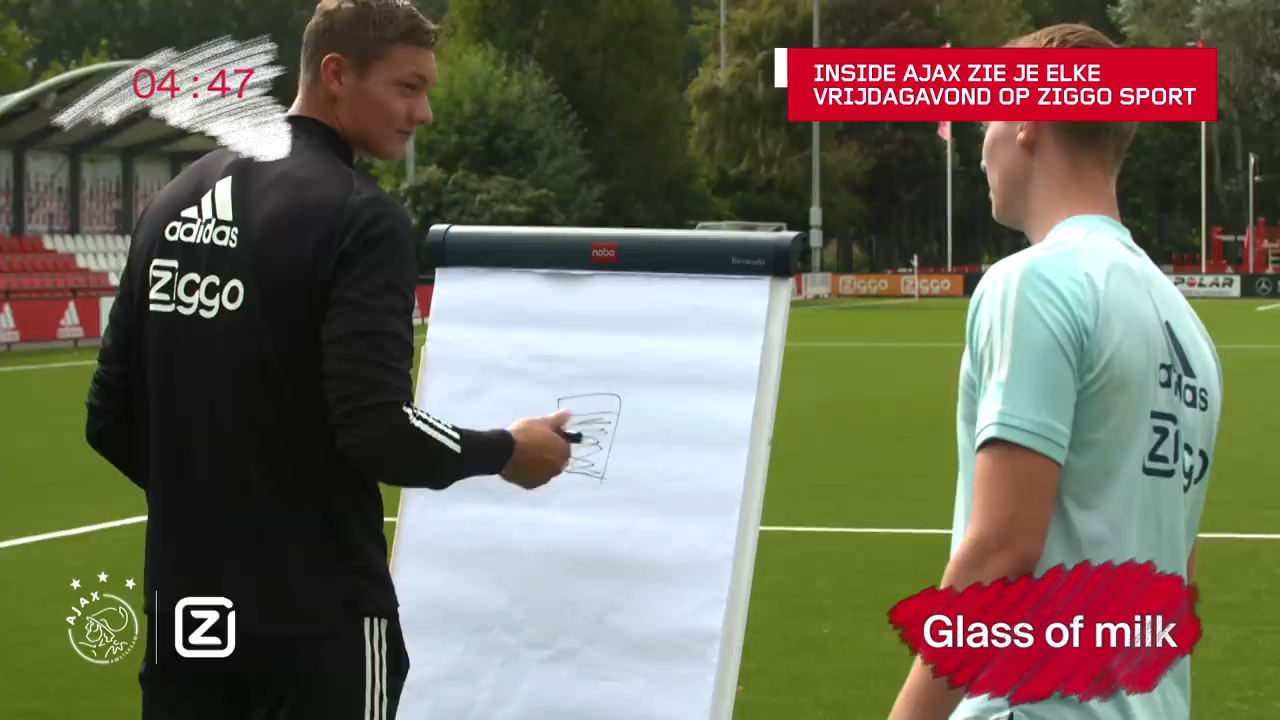 04:47
INSIDE AJAX ZIE JE ELKE
VRIJDAGAVOND OP ZIGGO SPORT
adidas
Ziggo
nobo
Barracuda
Ziggo
Ziggo
POLAR
adidas
Ziggo
AJAX
Z
Glass of milk